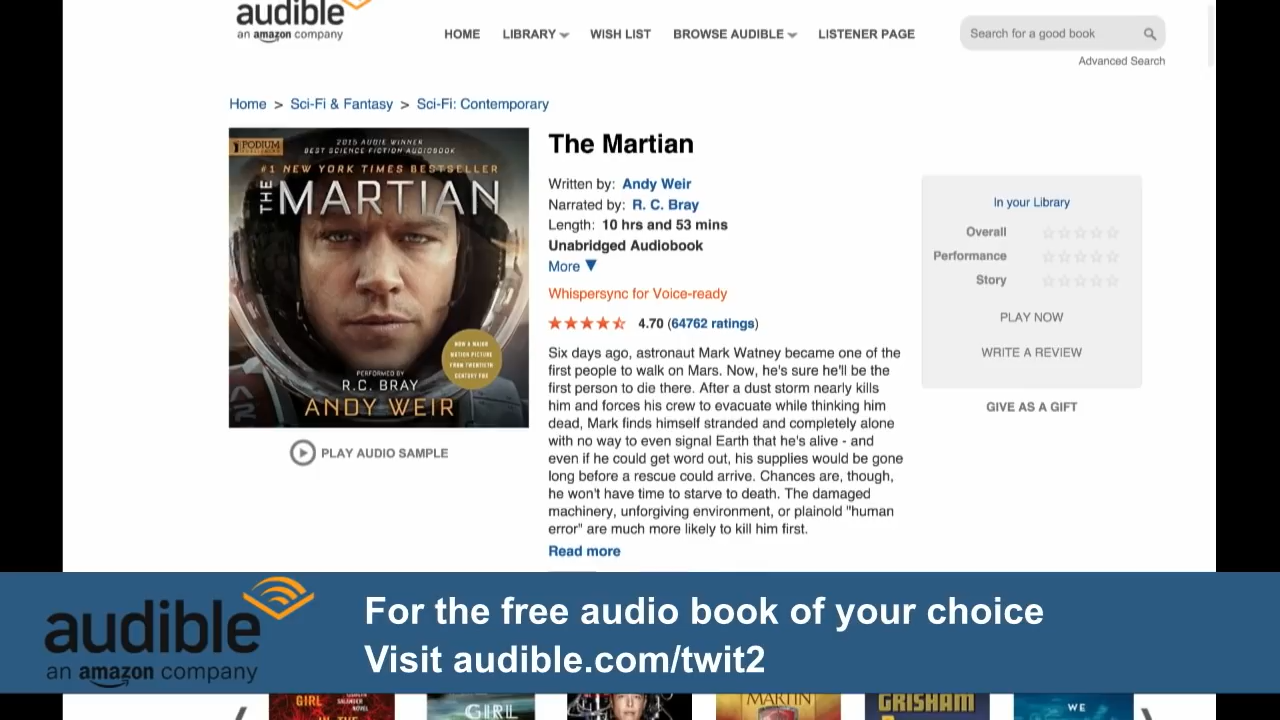 audible
an amazon company
HOME LIBRARY WISH LIST BROWSE AUDIBLE LISTENER PAGE
Search for a good book
Advanced Search
Home > Sci-Fi & Fantasy > Sci-Fi: Contemporary
1 PODIUM
2015 AUDIE WINNER
BEST SCIENCE FICTION AUDIOBOOK
#1 NEW YORK TIMES BESTSELLER
THE MARTIAN
NOW A MAJOR
MOTION PICTURE
FROM TWENTIETH
CENTURY FOX
PERFORMED BY
R.C. BRAY
ANDY WEIR
PLAY AUDIO SAMPLE
The Martian
Written by: Andy Weir
Narrated by: R. C. Bray
Length: 10 hrs and 53 mins
Unabridged Audiobook
More
Whispersync for Voice-ready
4.70 (64762 ratings)
Six days ago, astronaut Mark Watney became one of the
first people to walk on Mars. Now, he's sure he'll be the
first person to die there. After a dust storm nearly kills
him and forces his crew to evacuate while thinking him
dead, Mark finds himself stranded and completely alone
with no way to even signal Earth that he's alive - and
even if he could get word out, his supplies would be gone
long before a rescue could arrive. Chances are, though,
he won't have time to starve to death. The damaged
machinery, unforgiving environment, or plainold "human
error" are much more likely to kill him first.
Read more
In your Library
Overall
Performance
Story
PLAY NOW
WRITE A REVIEW
GIVE AS A GIFT
audible
an amazon company
For the free audio book of your choice
Visit audible.com/twit2
GIRL
IN THE
GIRL
MARTIN
GRISHAM
WE